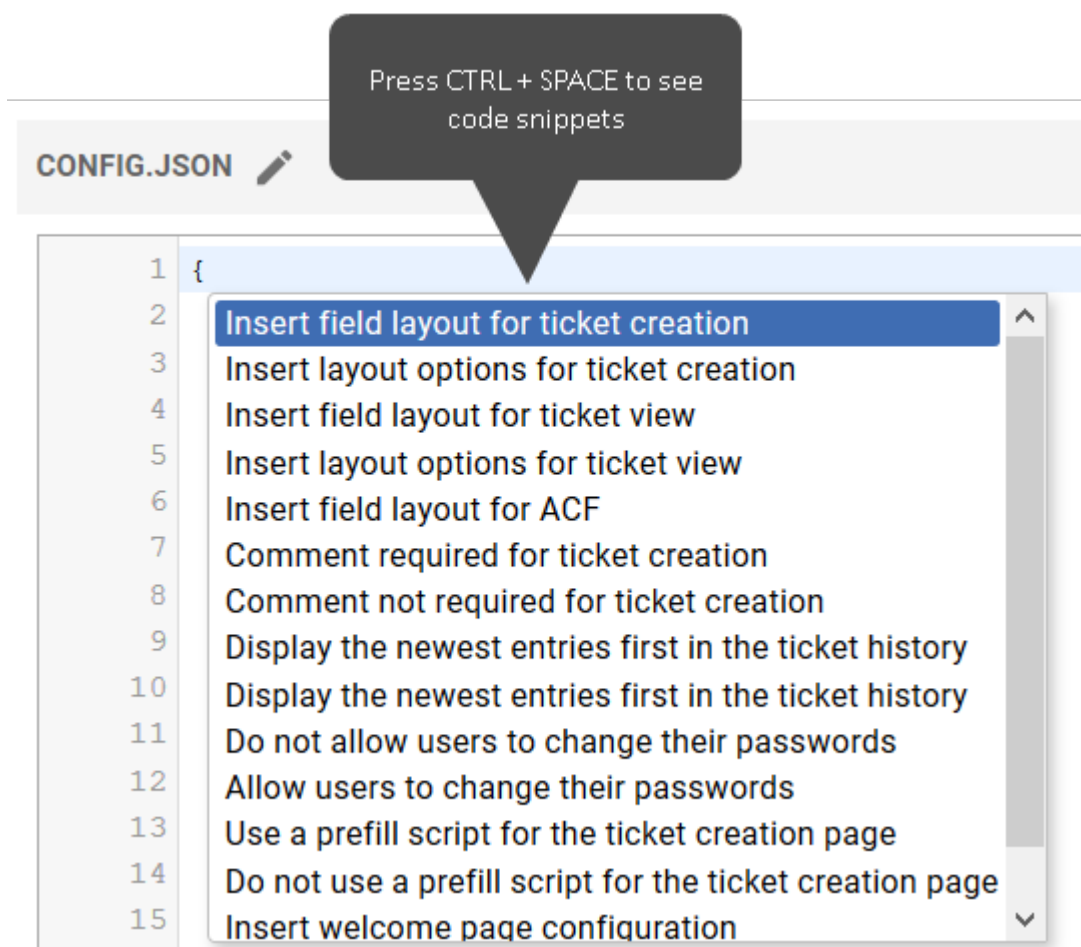 Press CTRL + SPACE to see
code snippets
CONFIG.JSON
1 {
2
Insert field layout for ticket creation
3
Insert layout options for ticket creation
4
Insert field layout for ticket view
5
Insert layout options for ticket view
6
Insert field layout for ACF
7
Comment required for ticket creation
8
Comment not required for ticket creation
9
Display the newest entries first in the ticket history
10
Display the newest entries first in the ticket history
11
Do not allow users to change their passwords
12
Allow users to change their passwords
13
Use a prefill script for the ticket creation page
14
Do not use a prefill script for the ticket creation page
15
Insert welcome page configuration